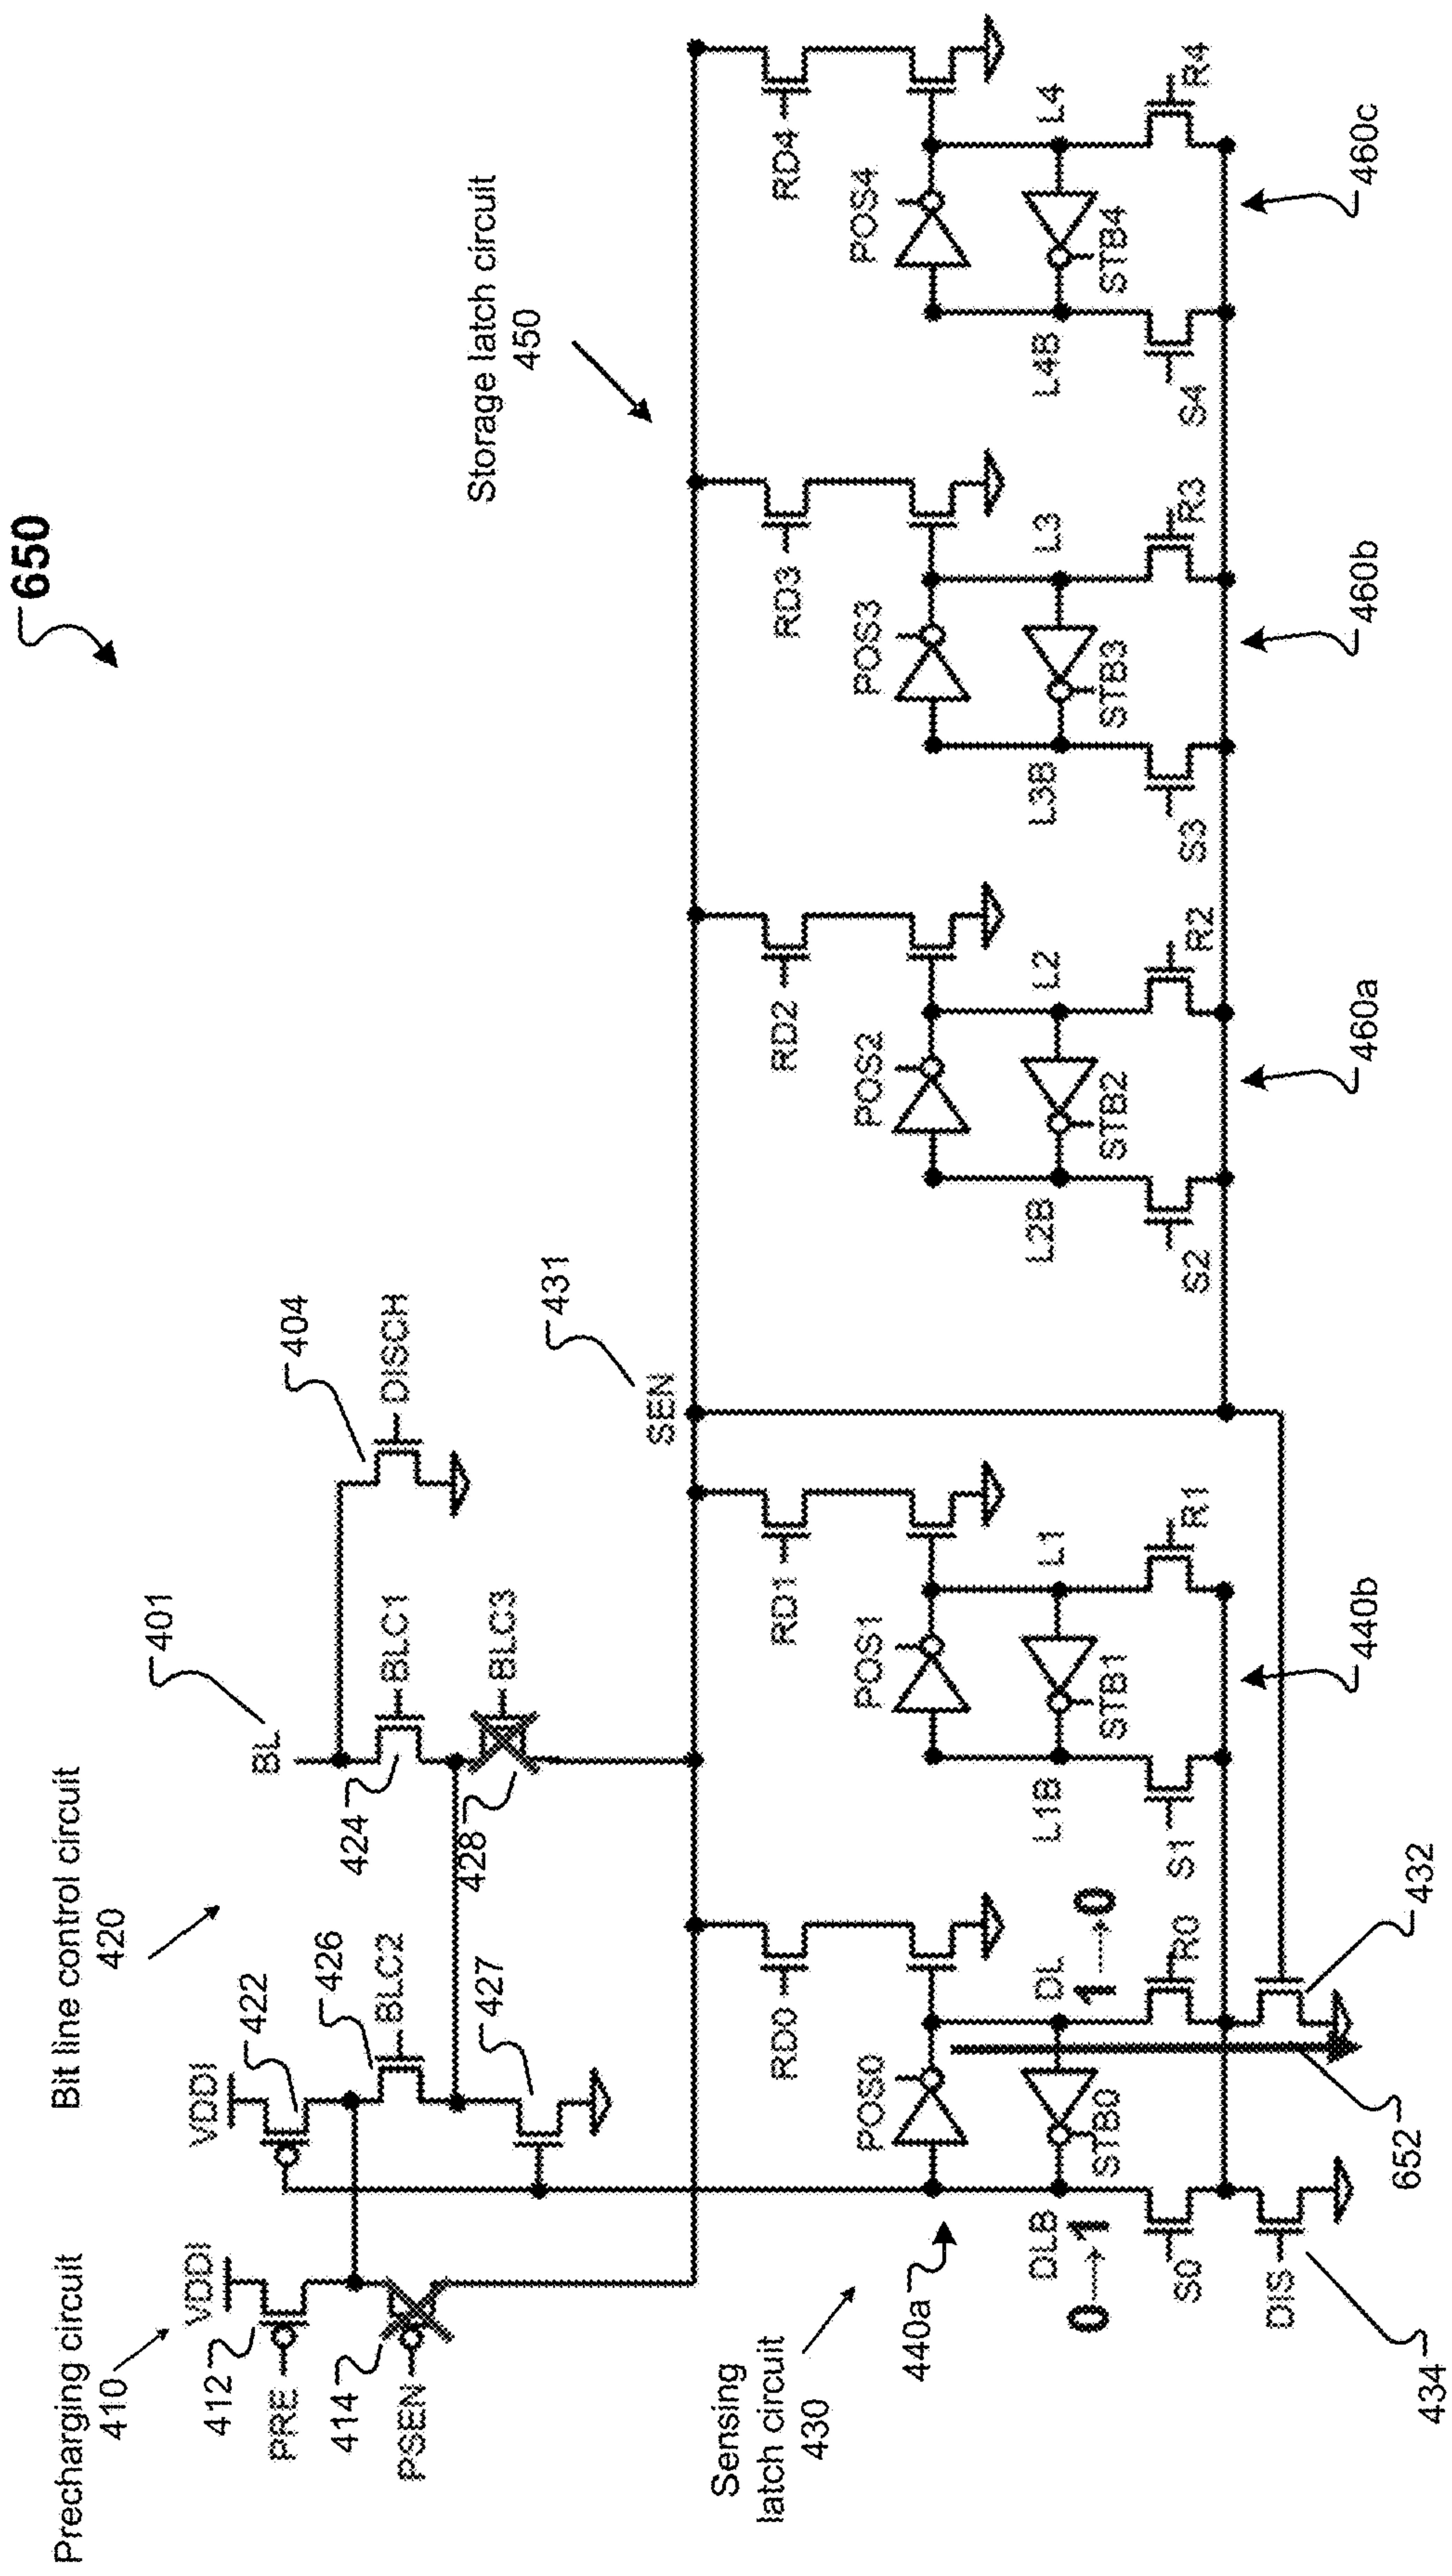 650
Precharging circuit
410
Bit line control circuit
420
Storage latch circuit
450
VDDI
VDDI
BL
401
404
412
PRE
422
426
BLC2
424
BLC1
DISCH
414
PSEN
427
428
BLC3
SEN
431
Sensing
latch circuit
430
440a
RD0
RD1
RD2
RD3
RD4
POS0
POS1
POS2
POS3
POS4
DLB
DL
L1B
L1
L2B
L2
L3B
L3
L4B
L4
0→1
1→0
STB0
STB1
STB2
STB3
STB4
S0
R0
S1
R1
S2
R2
S3
R3
S4
R4
DIS
434
652
432
440b
460a
460b
460c